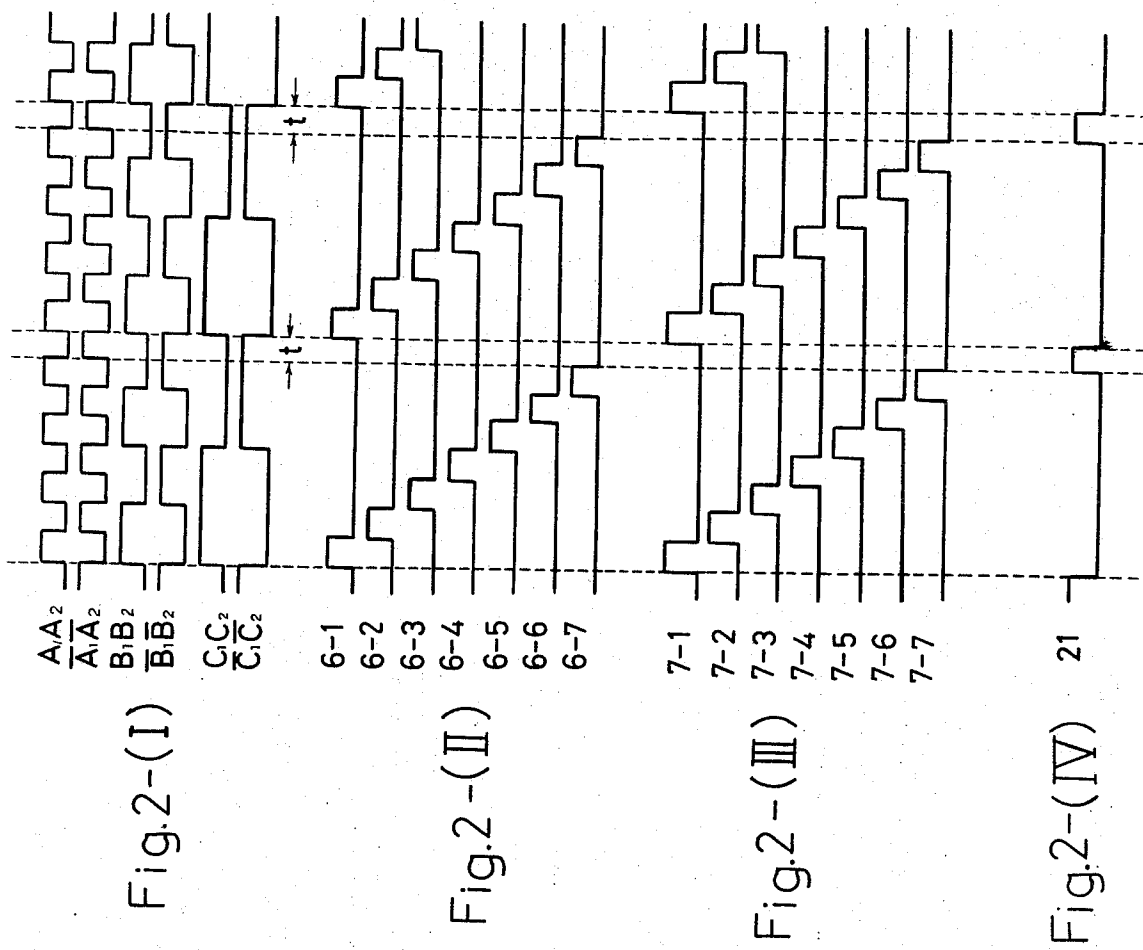 A₁A₂
A̅₁A̅₂
B₁B₂
B̅₁B̅₂
C₁C₂
C̅₁C̅₂
t
t
Fig.2-(I)
6-1
6-2
6-3
6-4
6-5
6-6
6-7
Fig.2-(II)
7-1
7-2
7-3
7-4
7-5
7-6
7-7
Fig.2-(III)
21
Fig.2-(IV)